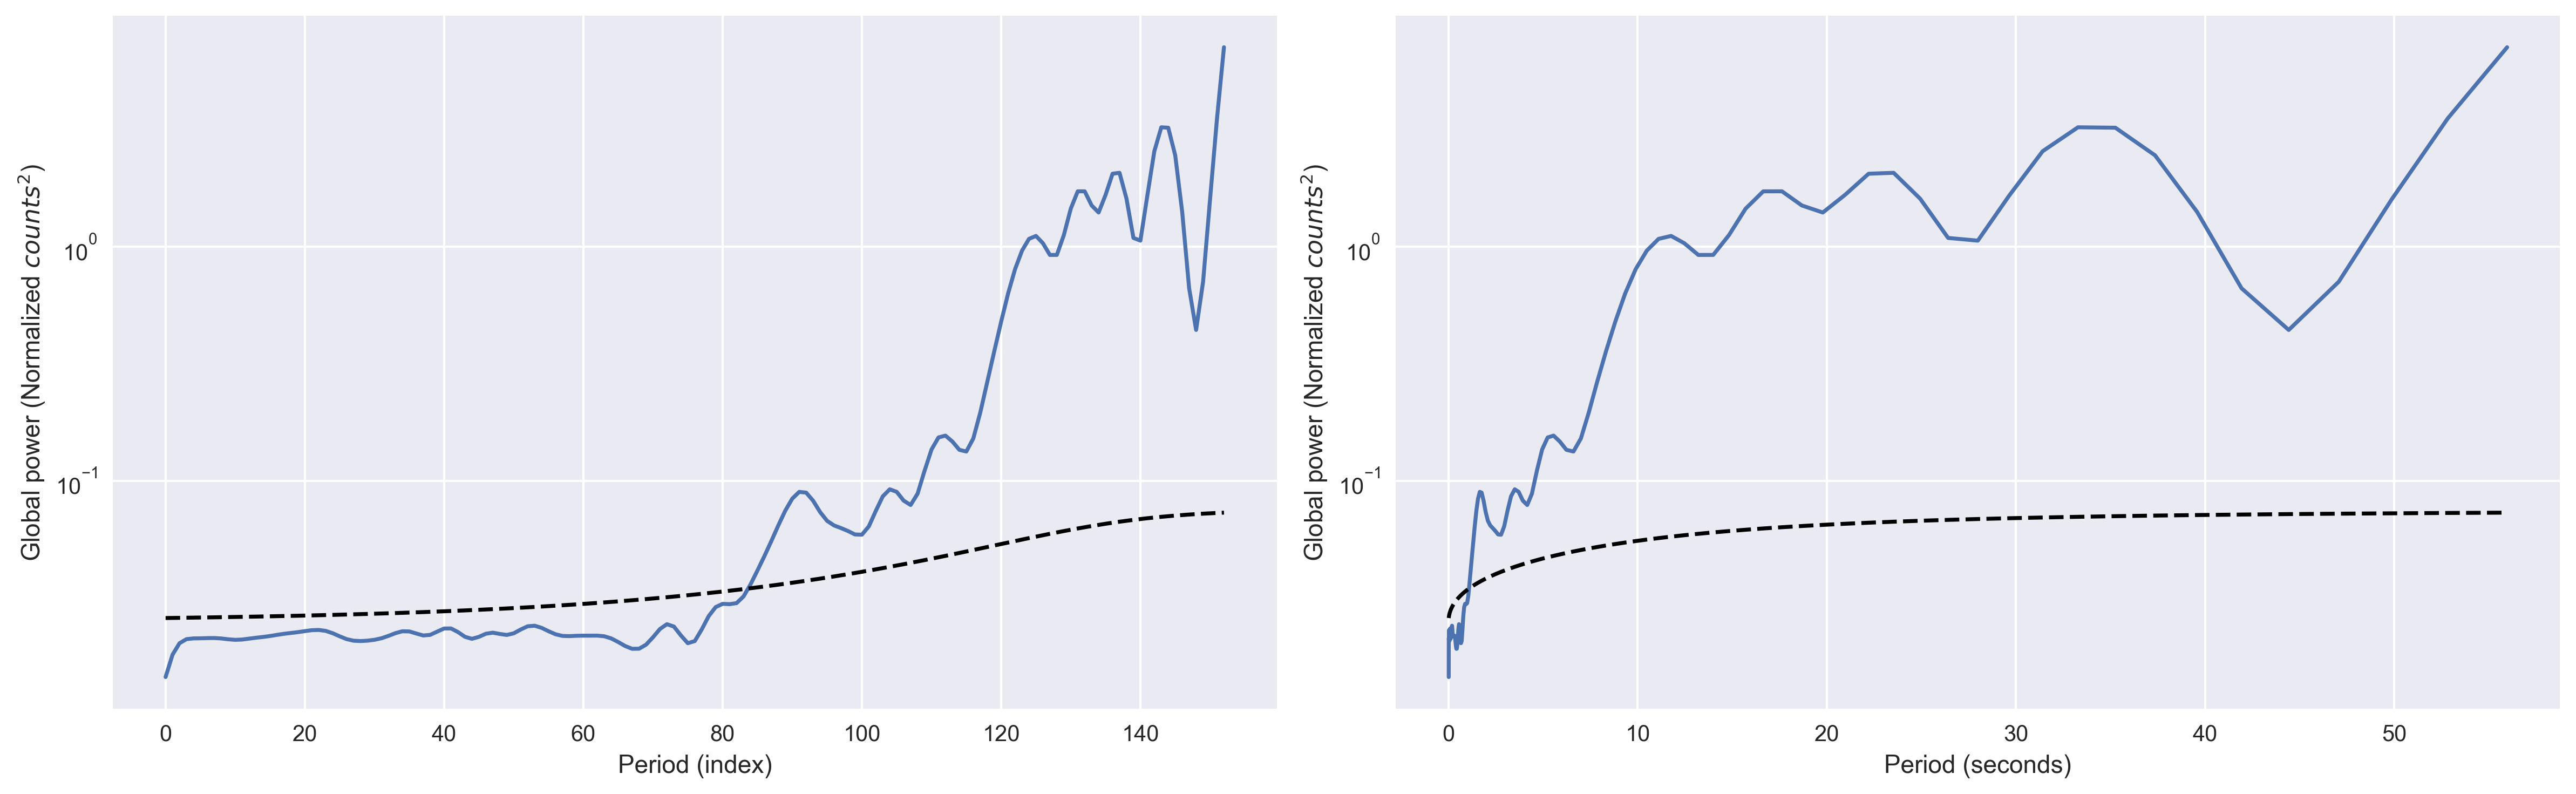 Global power (Normalized counts²)
10⁰
10⁻¹
0 20 40 60 80 100 120 140
Period (index)
Global power (Normalized counts²)
10⁰
10⁻¹
0 10 20 30 40 50
Period (seconds)